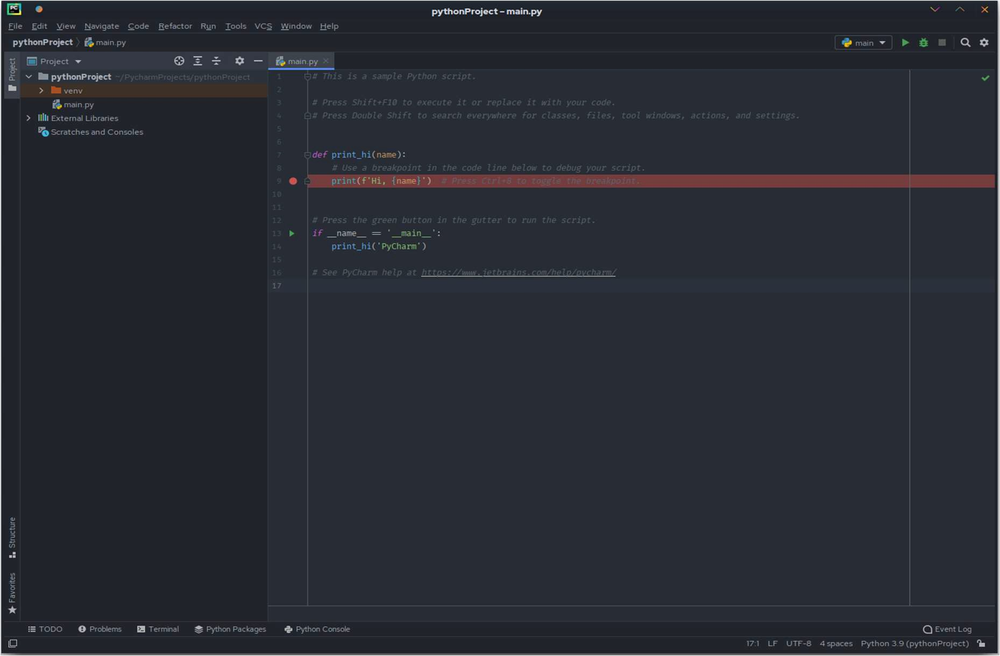 PC
pythonProject – main.py
File Edit View Navigate Code Refactor Run Tools VCS Window Help
pythonProject main.py
main
Project
Project
main.py
pythonProject ~/PycharmProjects/pythonProject
venv
main.py
External Libraries
Scratches and Consoles
1 # This is a sample Python script.
2
3 # Press Shift+F10 to execute it or replace it with your code.
4 # Press Double Shift to search everywhere for classes, files, tool windows, actions, and settings.
5
6
7 def print_hi(name):
8 # Use a breakpoint in the code line below to debug your script.
9 print(f'Hi, {name}')  # Press Ctrl+8 to toggle the breakpoint.
10
11
12 # Press the green button in the gutter to run the script.
13 if __name__ == '__main__':
14 print_hi('PyCharm')
15
16 # See PyCharm help at https://www.jetbrains.com/help/pycharm/
17
Structure
Favorites
TODO Problems Terminal Python Packages Python Console Event Log
17:1 LF UTF-8 4 spaces Python 3.9 (pythonProject)